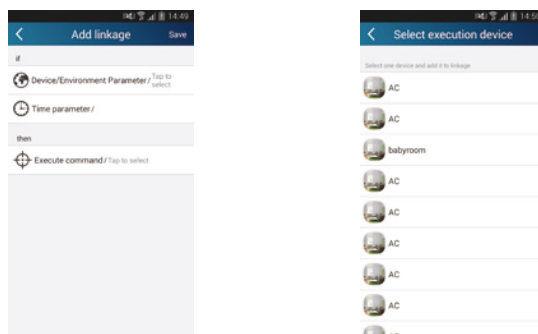 14:49
Add linkage
Save
if
Device/Environment Parameter/Tap to
select
Time parameter/
then
Execute command/Tap to select
14:50
Select execution device
Select one device and add it to linkage
AC
AC
babyroom
AC
AC
AC
AC
AC
AC